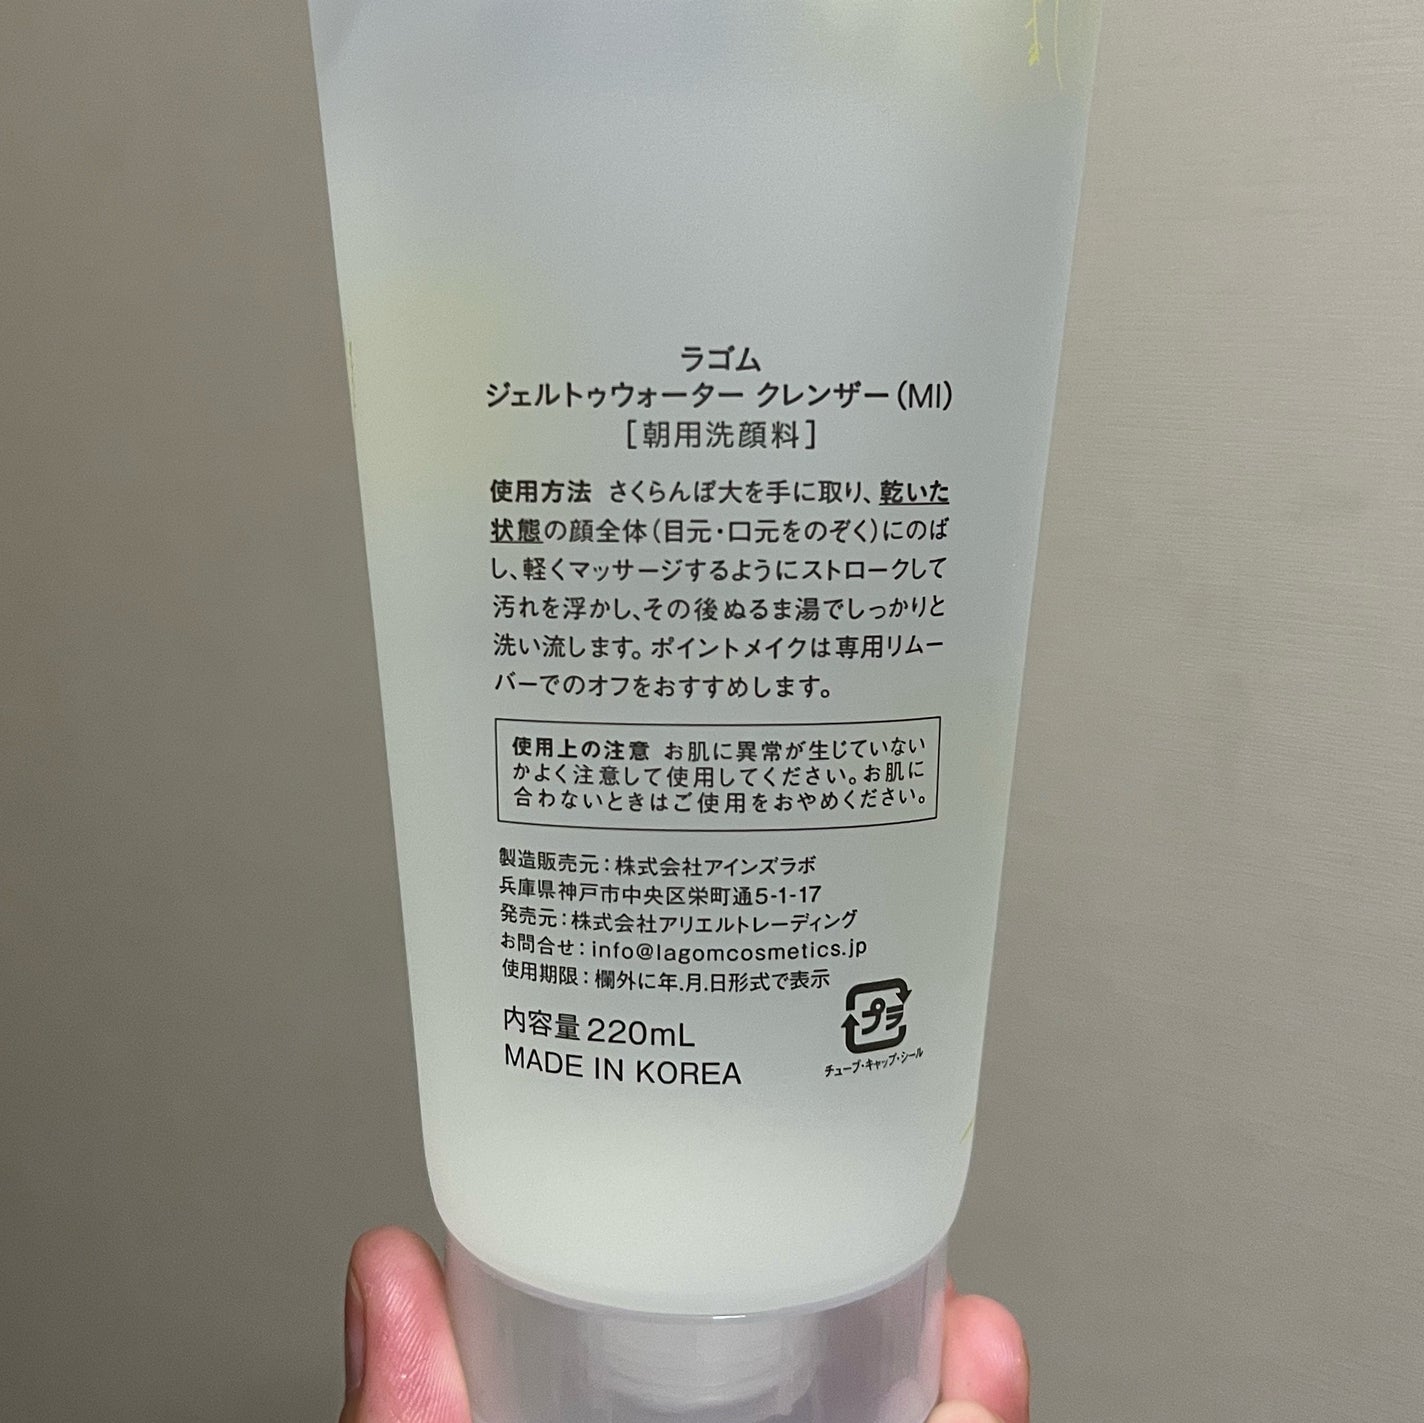 ラゴム
ジェルトゥウォーター クレンザー(MI)
[朝用洗顔料]
使用方法 さくらんぼ大を手に取り、乾いた
状態の顔全体(目元・口元をのぞく)にのば
し、軽くマッサージするようにストロークして
汚れを浮かし、その後ぬるま湯でしっかりと
洗い流します。ポイントメイクは専用リムー
バーでのオフをおすすめします。
使用上の注意 お肌に異常が生じていない
かよく注意して使用してください。お肌に
合わないときはご使用をおやめください。
製造販売元:株式会社アインズラボ
兵庫県神戸市中央区栄町通5-1-17
発売元:株式会社アリエルトレーディング
お問合せ:info@lagomcosmetics.jp
使用期限:欄外に年.月.日形式で表示
内容量 220mL
MADE IN KOREA
プラ
チューブ・キャップ・シール